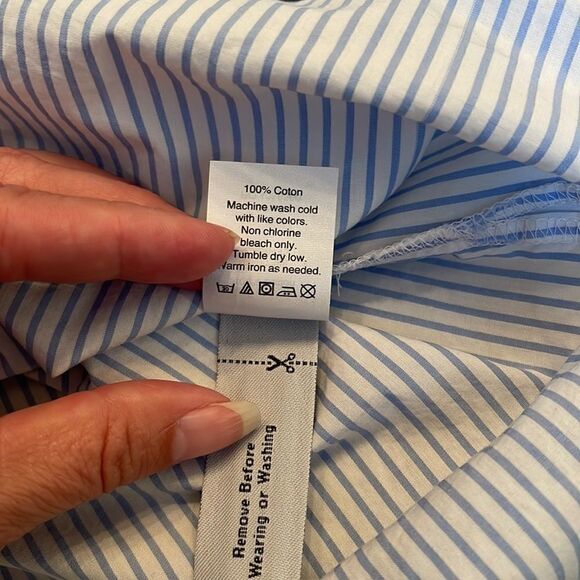 100% Coton
Machine wash cold
with like colors.
Non chlorine
bleach only.
Tumble dry low.
Warm iron as needed.
Remove Before
Wearing or Washing